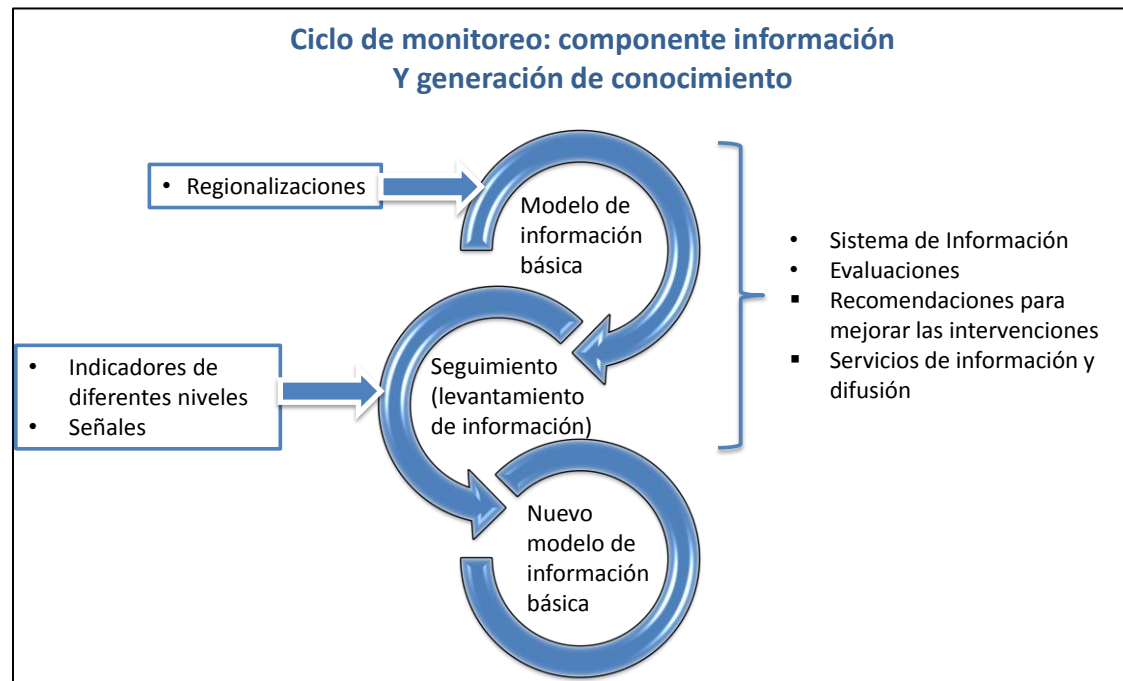 Ciclo de monitoreo: componente información
Y generación de conocimiento
• Regionalizaciones
Modelo de
información
básica
• Indicadores de
diferentes niveles
• Señales
Seguimiento
(levantamiento
de información)
Nuevo
modelo de
información
básica
• Sistema de Información
• Evaluaciones
▪ Recomendaciones para
mejorar las intervenciones
▪ Servicios de información y
difusión